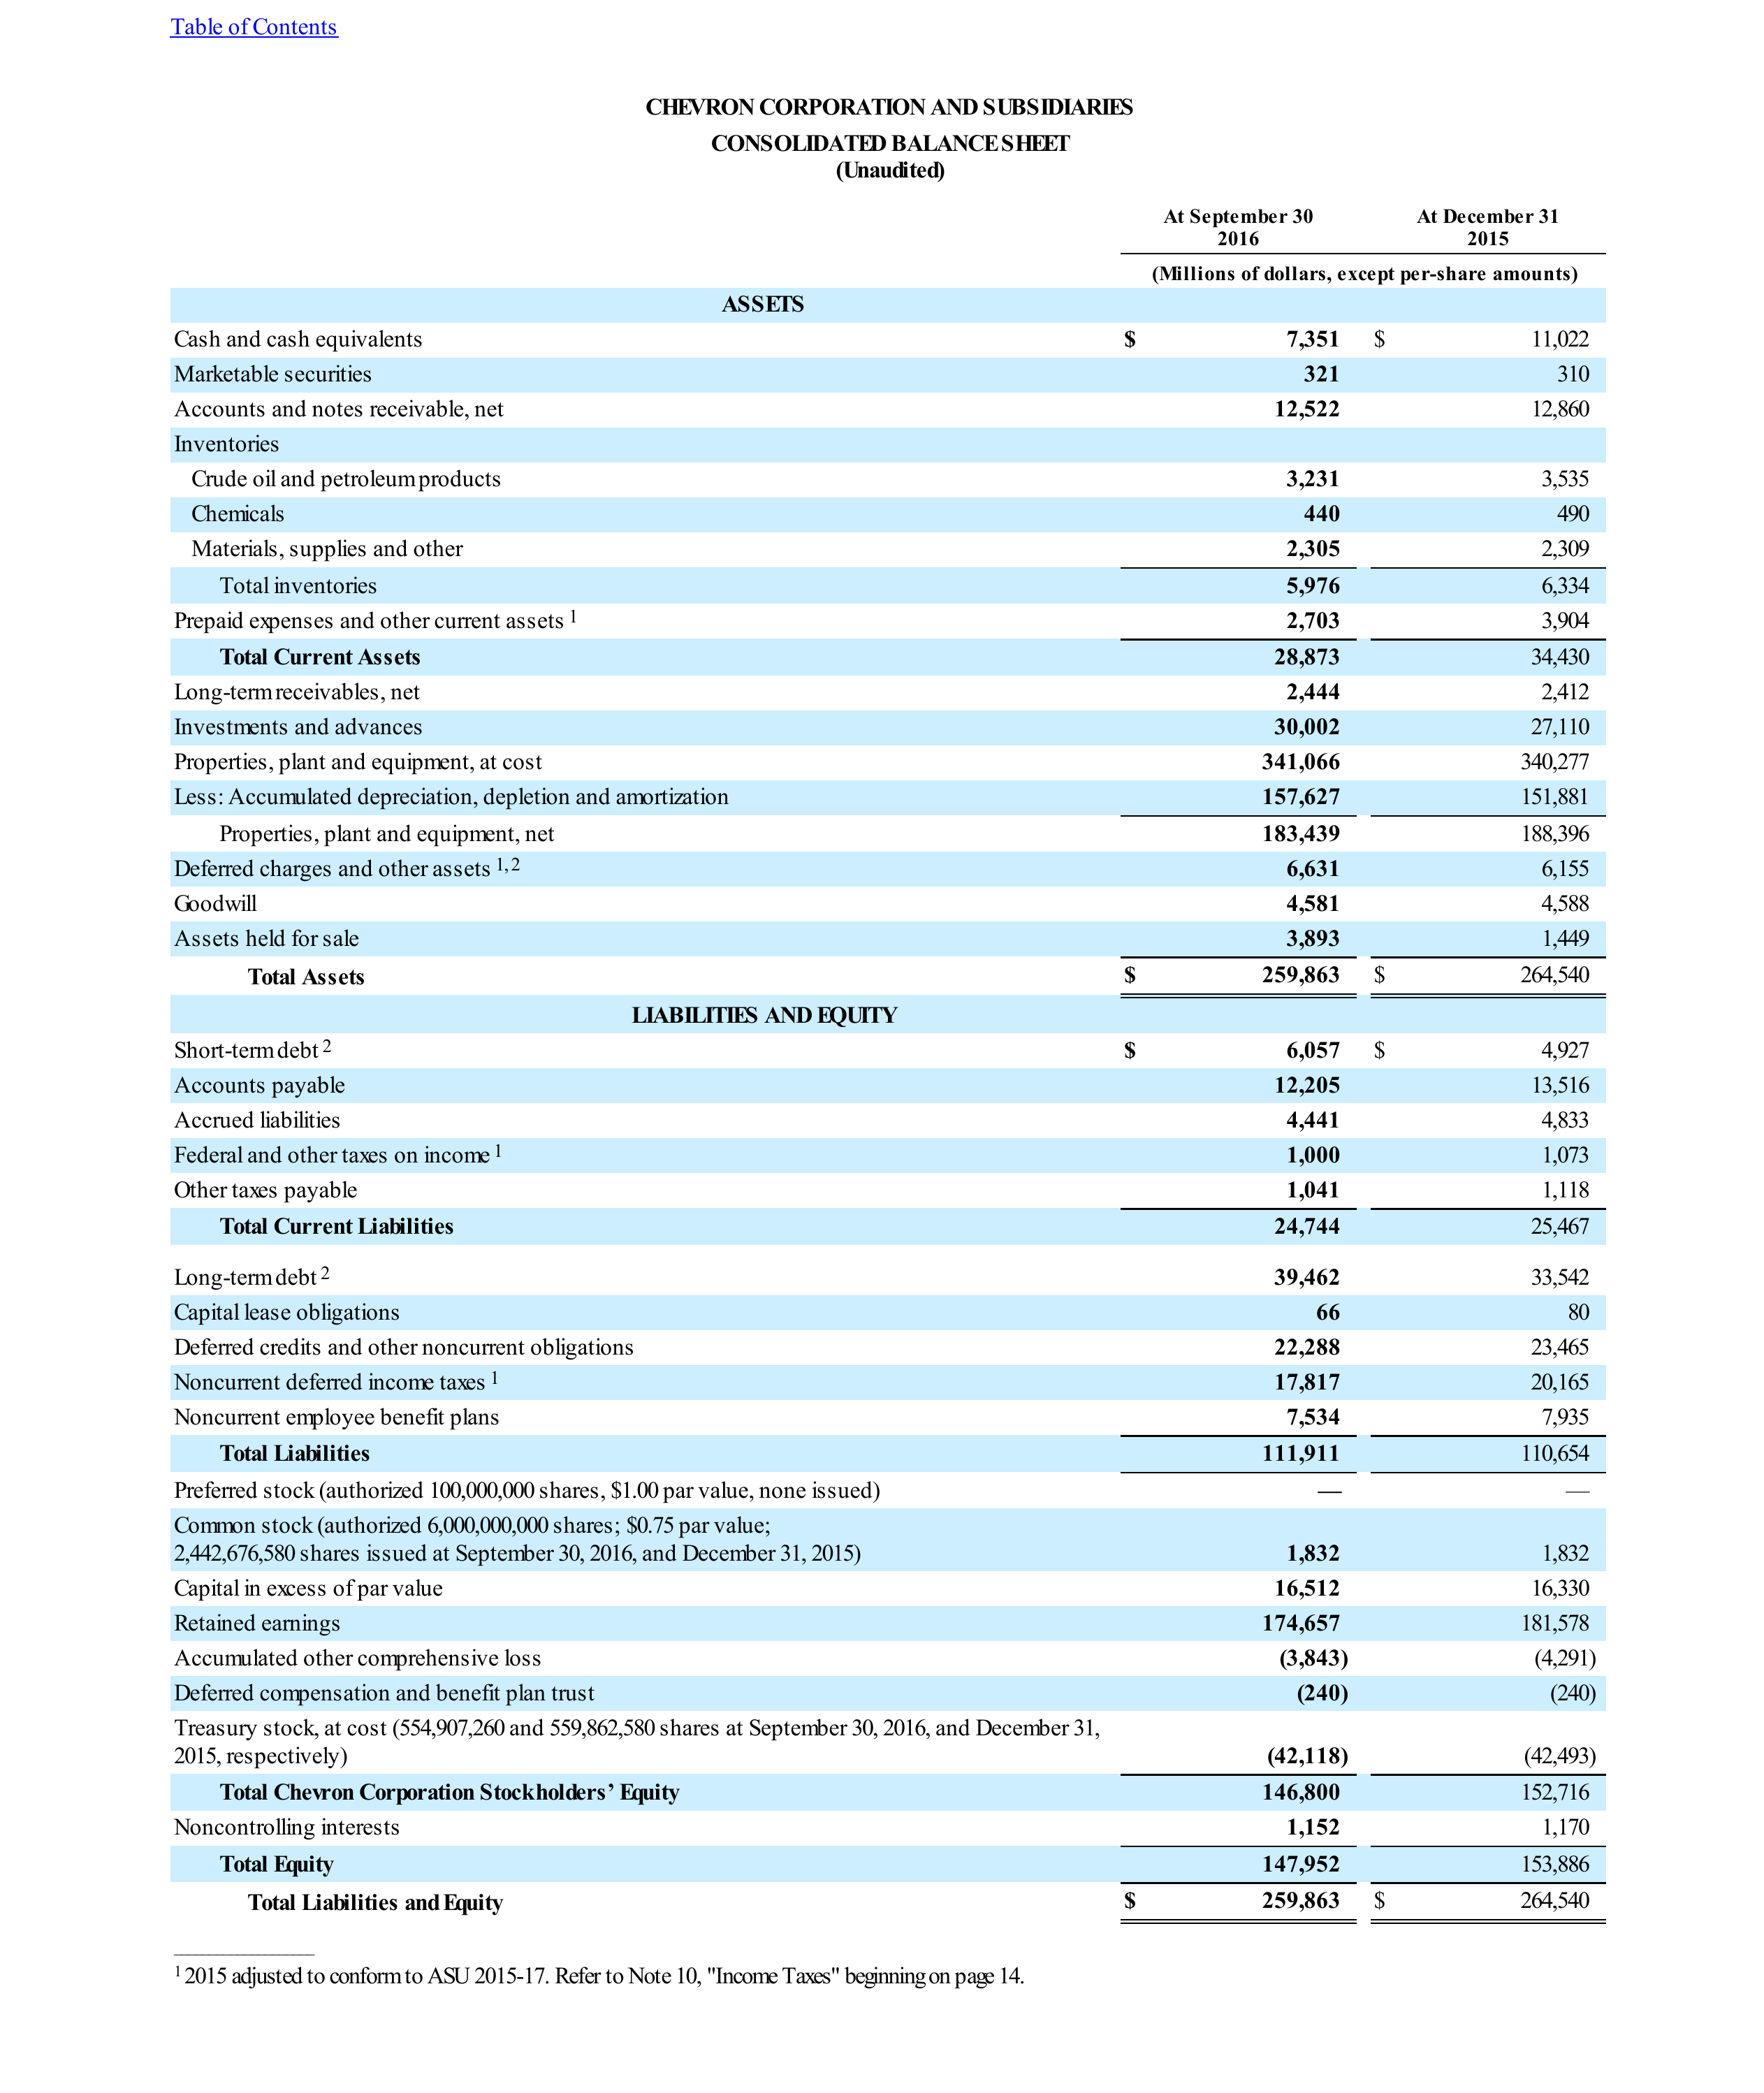 Table of Contents
CHEVRON CORPORATION AND SUBSIDIARIES
CONSOLIDATED BALANCE SHEET
(Unaudited)
At September 30 At December 31
2016 2015
(Millions of dollars, except per-share amounts)
ASSETS
Cash and cash equivalents $ 7,351 $ 11,022
Marketable securities 321 310
Accounts and notes receivable, net 12,522 12,860
Inventories
Crude oil and petroleum products 3,231 3,535
Chemicals 440 490
Materials, supplies and other 2,305 2,309
Total inventories 5,976 6,334
Prepaid expenses and other current assets 1 2,703 3,904
Total Current Assets 28,873 34,430
Long-term receivables, net 2,444 2,412
Investments and advances 30,002 27,110
Properties, plant and equipment, at cost 341,066 340,277
Less: Accumulated depreciation, depletion and amortization 157,627 151,881
Properties, plant and equipment, net 183,439 188,396
Deferred charges and other assets 1,2 6,631 6,155
Goodwill 4,581 4,588
Assets held for sale 3,893 1,449
Total Assets $ 259,863 $ 264,540
LIABILITIES AND EQUITY
Short-term debt 2 $ 6,057 $ 4,927
Accounts payable 12,205 13,516
Accrued liabilities 4,441 4,833
Federal and other taxes on income 1 1,000 1,073
Other taxes payable 1,041 1,118
Total Current Liabilities 24,744 25,467
Long-term debt 2 39,462 33,542
Capital lease obligations 66 80
Deferred credits and other noncurrent obligations 22,288 23,465
Noncurrent deferred income taxes 1 17,817 20,165
Noncurrent employee benefit plans 7,534 7,935
Total Liabilities 111,911 110,654
Preferred stock (authorized 100,000,000 shares, $1.00 par value, none issued) — —
Common stock (authorized 6,000,000,000 shares; $0.75 par value;
2,442,676,580 shares issued at September 30, 2016, and December 31, 2015) 1,832 1,832
Capital in excess of par value 16,512 16,330
Retained earnings 174,657 181,578
Accumulated other comprehensive loss (3,843) (4,291)
Deferred compensation and benefit plan trust (240) (240)
Treasury stock, at cost (554,907,260 and 559,862,580 shares at September 30, 2016, and December 31,
2015, respectively) (42,118) (42,493)
Total Chevron Corporation Stockholders’ Equity 146,800 152,716
Noncontrolling interests 1,152 1,170
Total Equity 147,952 153,886
Total Liabilities and Equity $ 259,863 $ 264,540
1 2015 adjusted to conform to ASU 2015-17. Refer to Note 10, "Income Taxes" beginning on page 14.